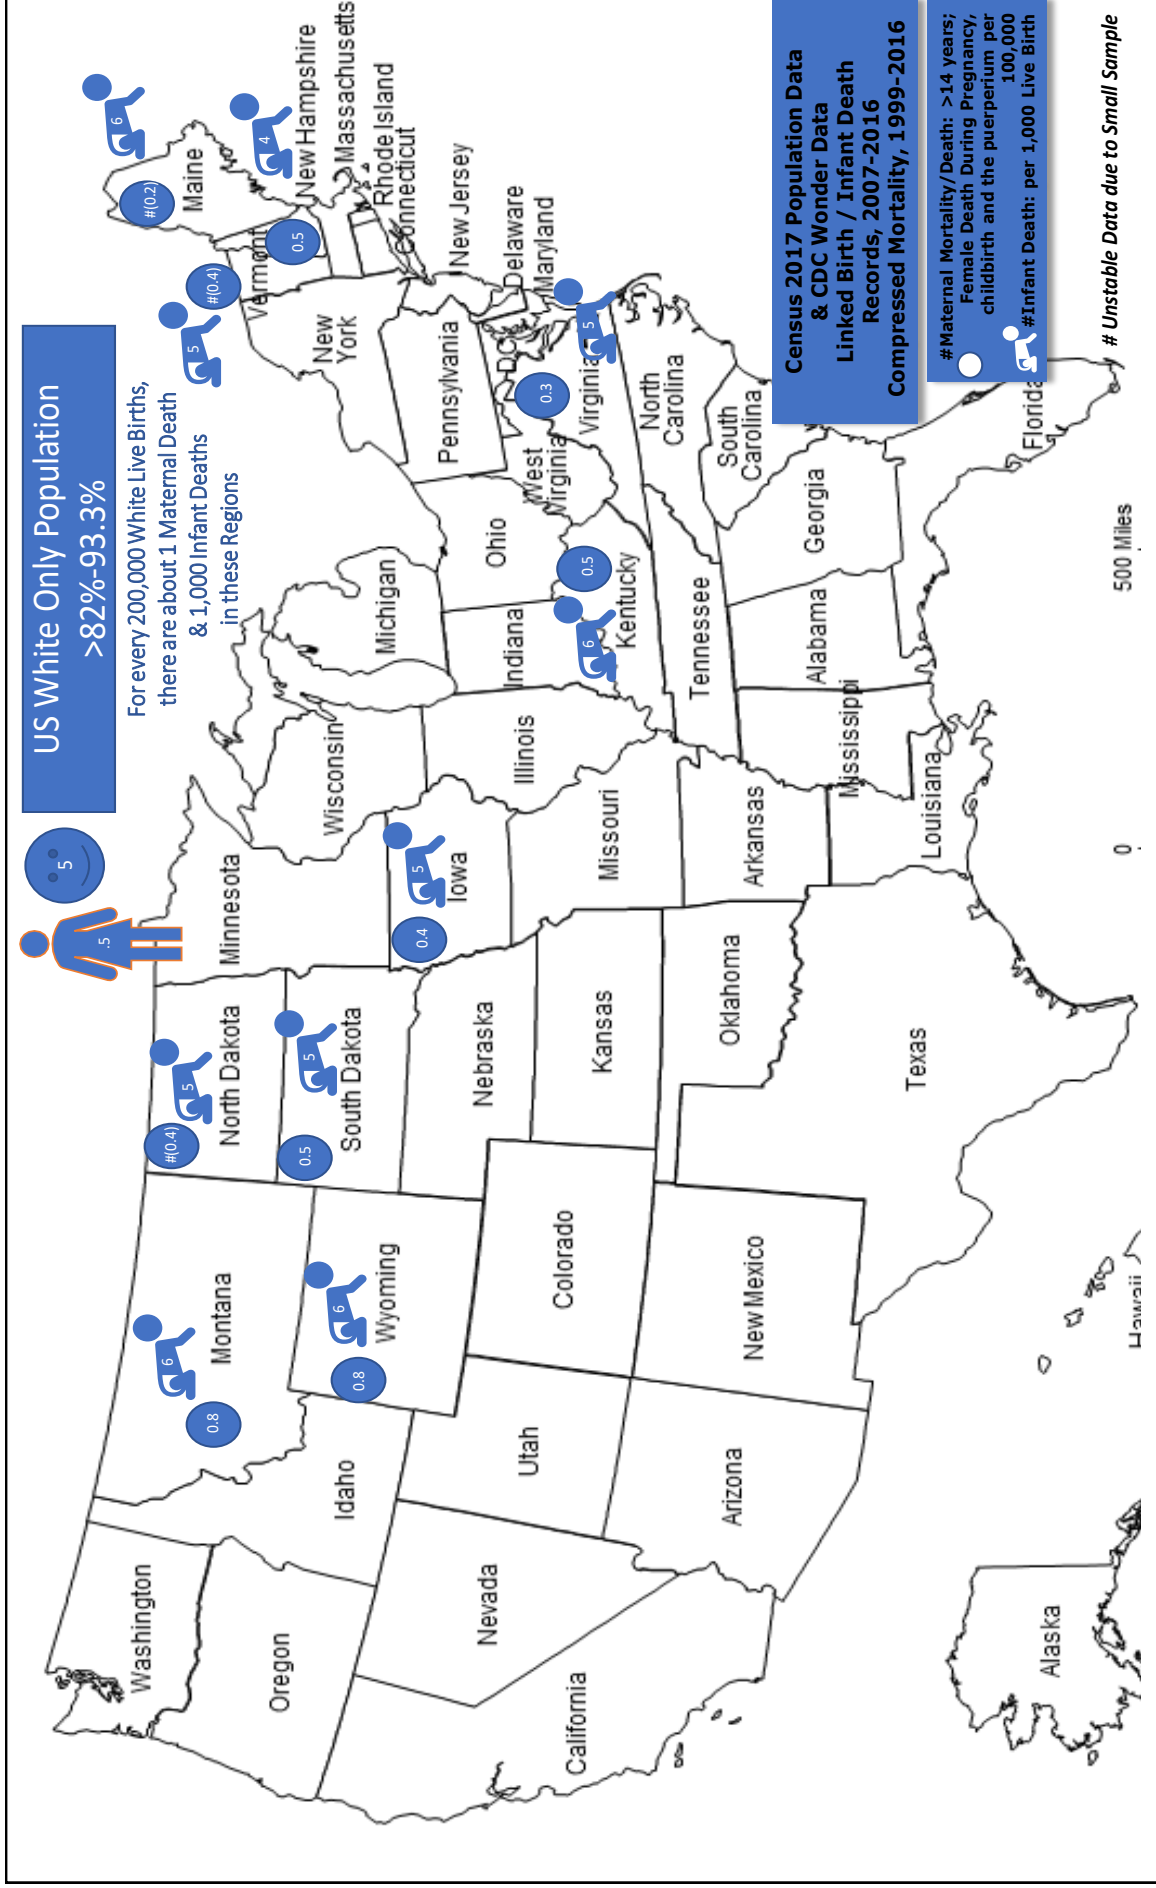 US White Only Population
>82%-93.3%
For every 200,000 White Live Births,
there are about 1 Maternal Death
& 1,000 Infant Deaths
in these Regions
.5
5
Washington
Oregon
California
Nevada
Idaho
Montana
6
0.8
Wyoming
6
0.8
Utah
Arizona
Colorado
New Mexico
North Dakota
#(0.4)
5
South Dakota
0.5
5
Nebraska
Kansas
Oklahoma
Texas
Minnesota
Iowa
0.4
5
Missouri
Arkansas
Louisiana
Wisconsin
Illinois
Michigan
Indiana
Ohio
Kentucky
6
0.5
Tennessee
Mississippi
Alabama
Georgia
Florida
South
Carolina
North
Carolina
Virginia
5
West
Virginia
0.3
DC
Maryland
Delaware
Pennsylvania
New Jersey
New
York
Connecticut
Rhode Island
Massachusetts
Vermont
#(0.4)
5
New Hampshire
0.5
4
Maine
#(0.2)
6
Alaska
Hawaii
0
500 Miles
Census 2017 Population Data
& CDC Wonder Data
Linked Birth / Infant Death
Records, 2007-2016
Compressed Mortality, 1999-2016
#Maternal Mortality/Death: >14 years;
Female Death During Pregnancy,
childbirth and the puerperium per
100,000
#Infant Death: per 1,000 Live Birth
# Unstable Data due to Small Sample